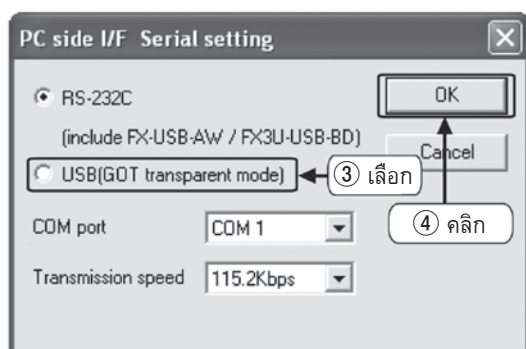 PC side I/F Serial setting
RS-232C
OK
(include FX-USB-AW / FX3U-USB-BD)
Cancel
USB(GOT transparent mode)
③ เลือก
④ คลิก
COM port
COM 1
Transmission speed
115.2Kbps